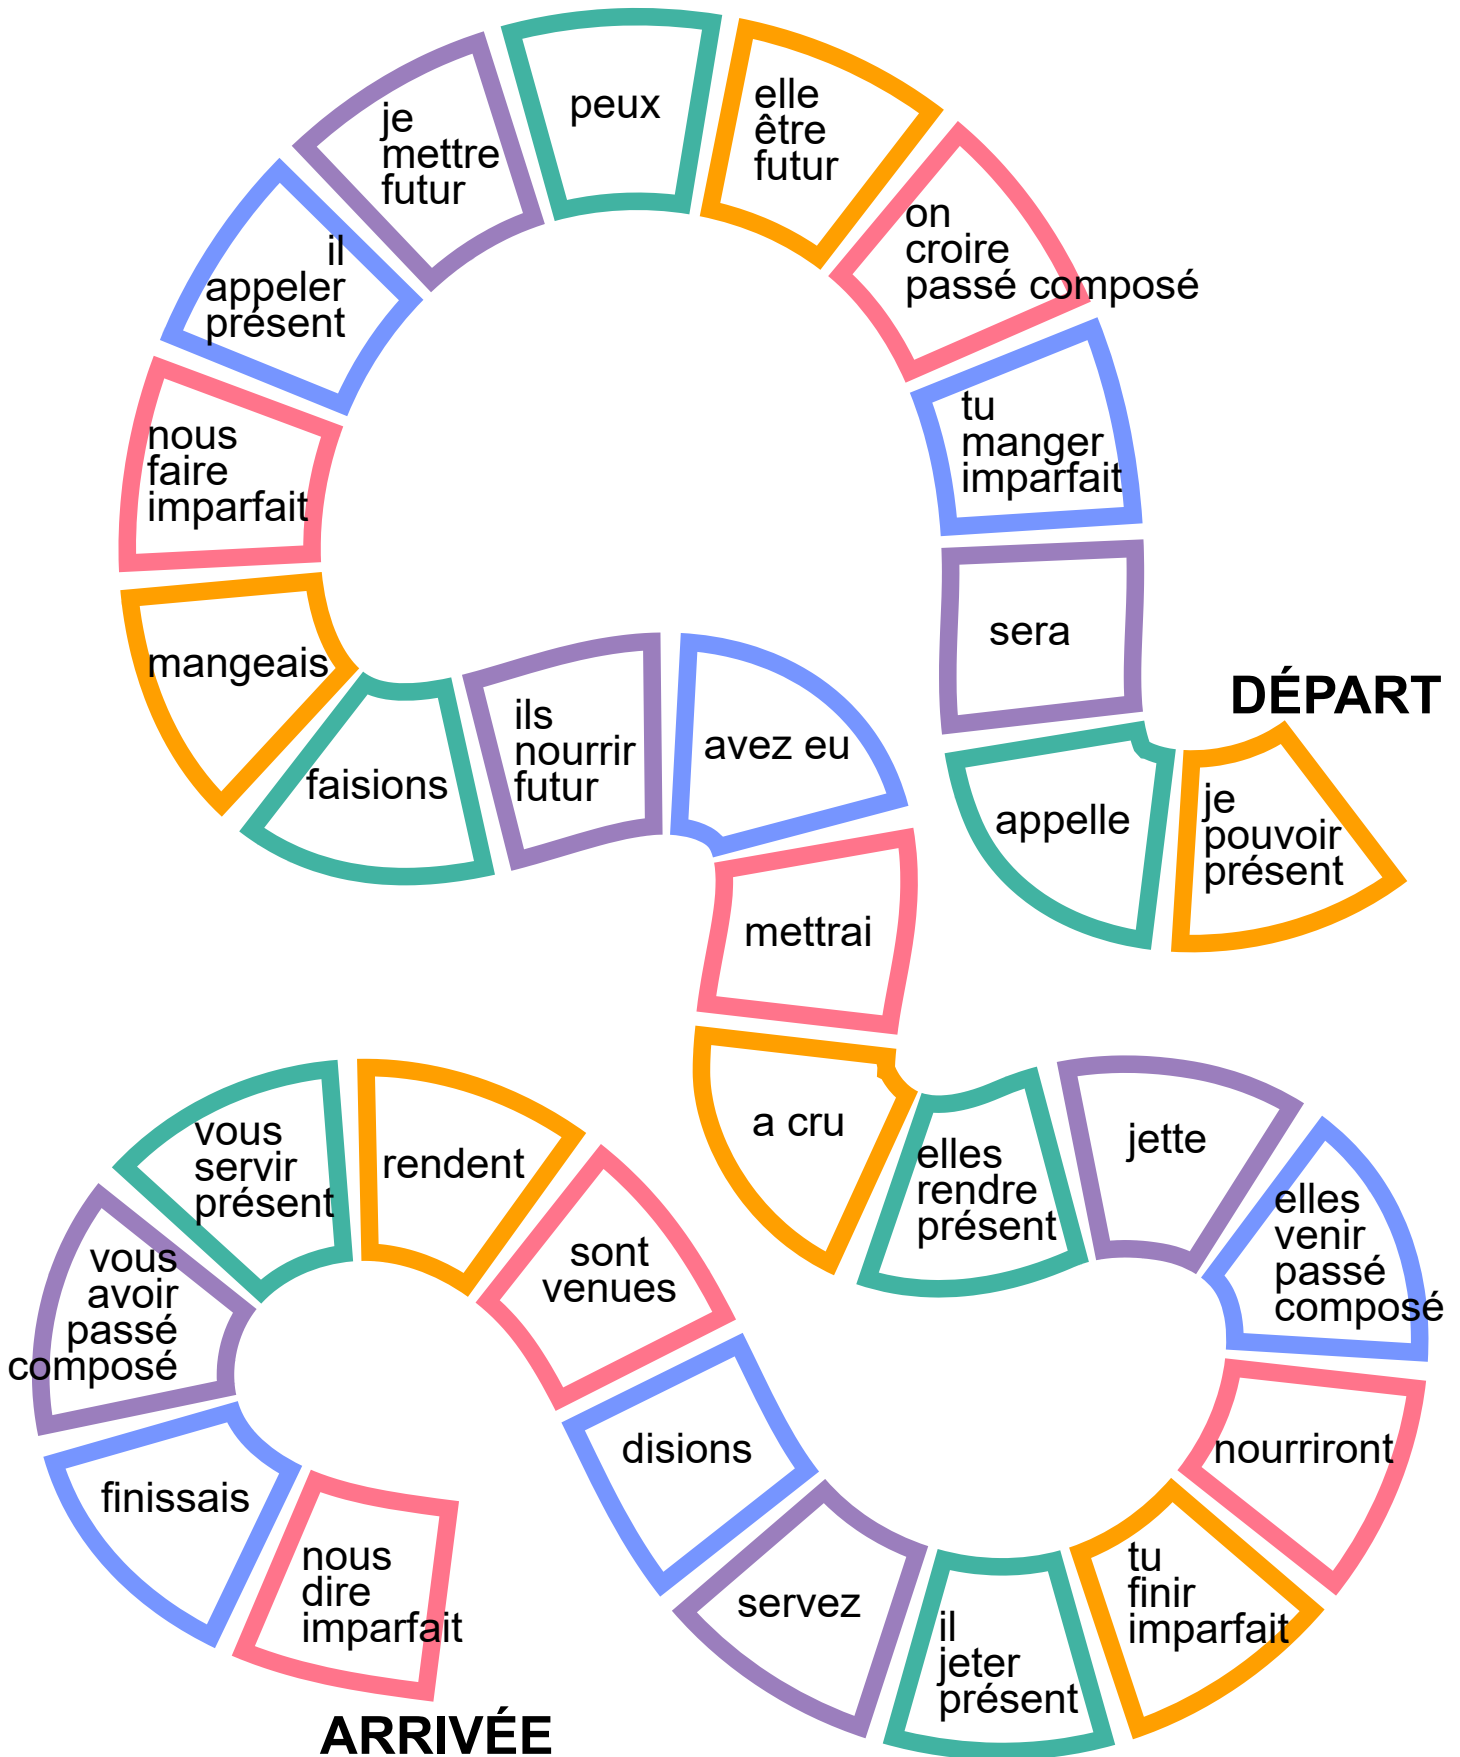 DÉPART
je
pouvoir
présent
appelle
sera
tu
manger
imparfait
on
croire
passé composé
elle
être
futur
peux
je
mettre
futur
il
appeler
présent
nous
faire
imparfait
mangeais
faisions
ils
nourrir
futur
avez eu
mettrai
a cru
elles
rendre
présent
jette
elles
venir
passé
composé
nourriront
tu
finir
imparfait
il
jeter
présent
servez
disions
sont
venues
rendent
vous
servir
présent
vous
avoir
passé
composé
finissais
nous
dire
imparfait
ARRIVÉE